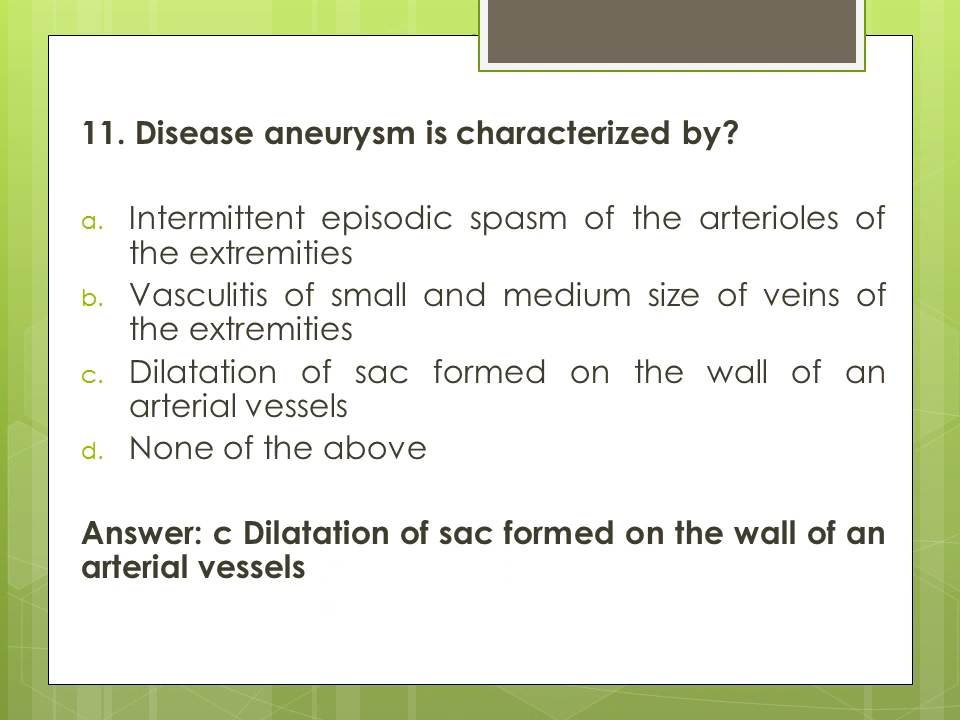 11. Disease aneurysm is characterized by?
a. Intermittent episodic spasm of the arterioles of
the extremities
b. Vasculitis of small and medium size of veins of
the extremities
c. Dilatation of sac formed on the wall of an
arterial vessels
d. None of the above
Answer: c Dilatation of sac formed on the wall of an
arterial vessels